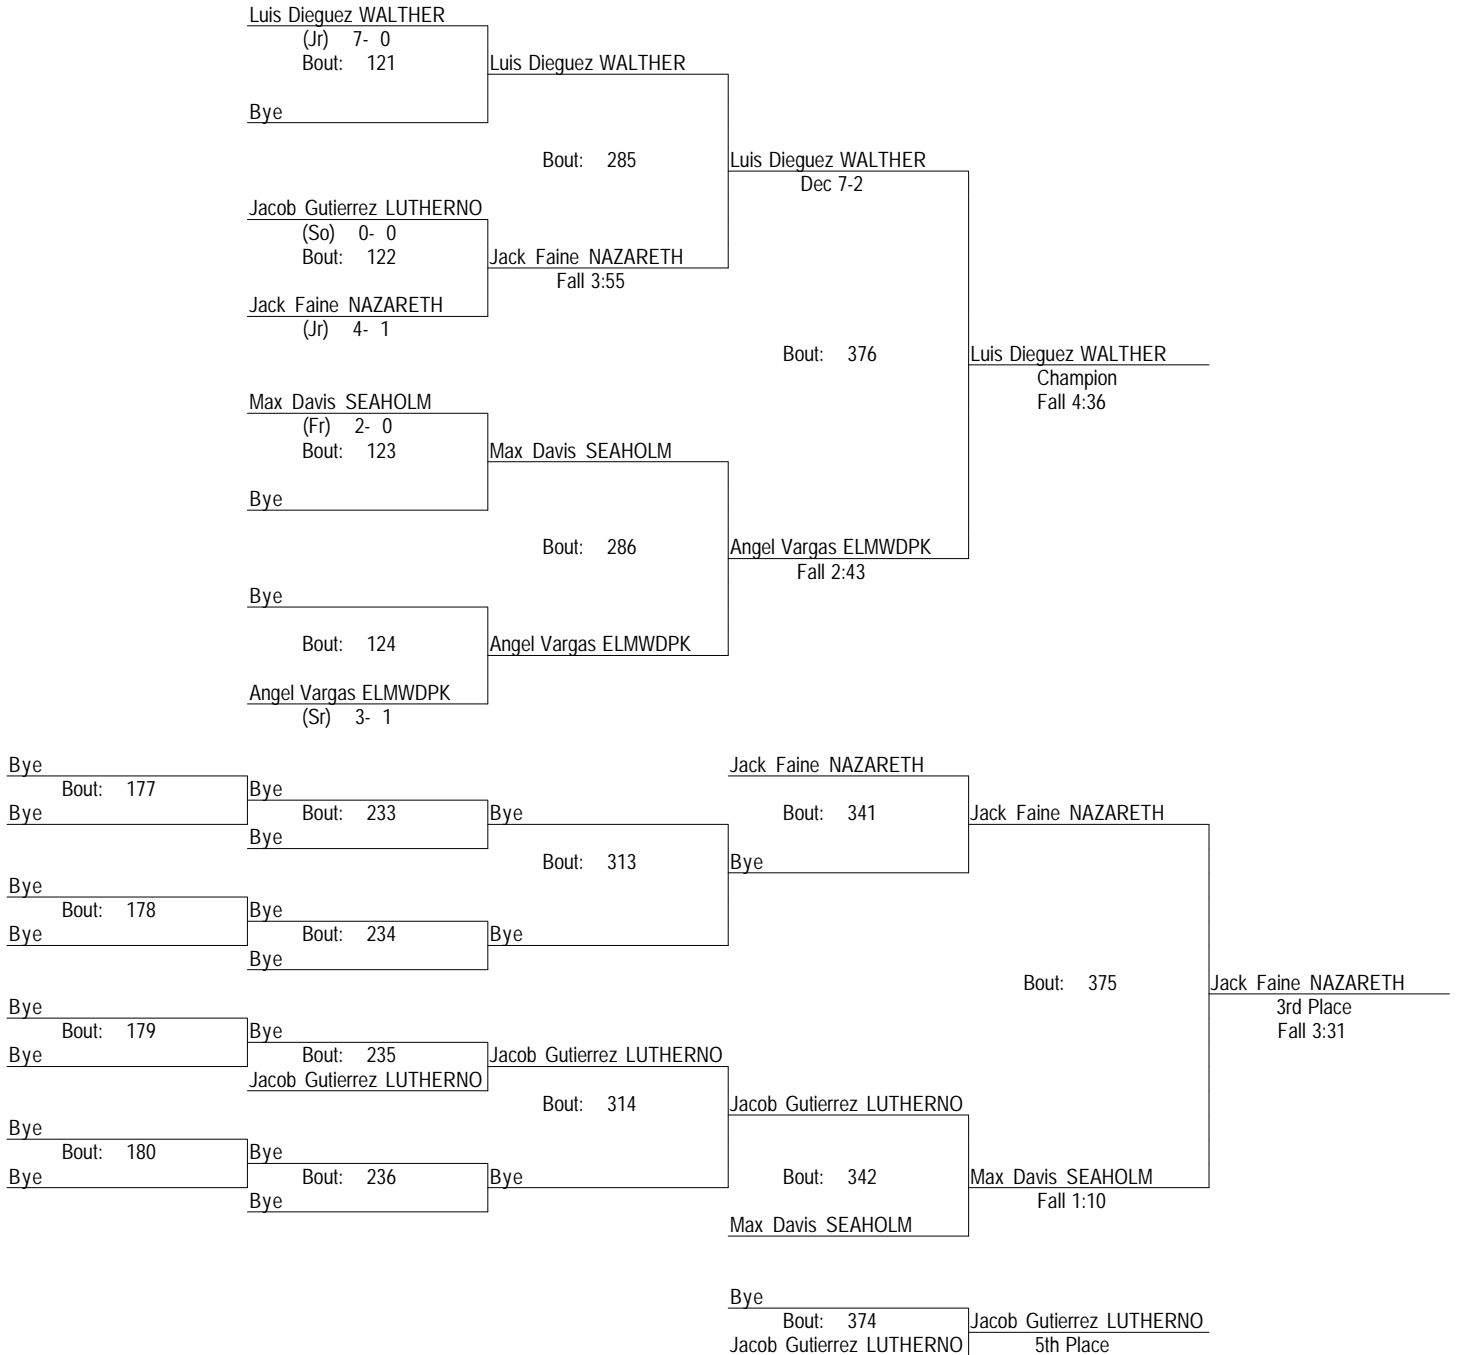 Luis Dieguez WALTHER
(Jr) 7- 0
Bout: 121
Luis Dieguez WALTHER
Bye
Bout: 285
Luis Dieguez WALTHER
Dec 7-2
Jacob Gutierrez LUTHERNO
(So) 0- 0
Bout: 122
Jack Faine NAZARETH
Fall 3:55
Jack Faine NAZARETH
(Jr) 4- 1
Bout: 376
Luis Dieguez WALTHER
Champion
Fall 4:36
Max Davis SEAHOLM
(Fr) 2- 0
Bout: 123
Max Davis SEAHOLM
Bye
Bout: 286
Angel Vargas ELMWDPK
Fall 2:43
Bye
Bout: 124
Angel Vargas ELMWDPK
Angel Vargas ELMWDPK
(Sr) 3- 1
Bye
Bout: 177
Bye
Bye
Bout: 233
Bye
Bye
Bout: 313
Jack Faine NAZARETH
Bout: 341
Bye
Jack Faine NAZARETH
Bye
Bout: 178
Bye
Bye
Bout: 234
Bye
Bye
Bout: 375
Jack Faine NAZARETH
3rd Place
Fall 3:31
Bye
Bout: 179
Bye
Bye
Bout: 235
Jacob Gutierrez LUTHERNO
Jacob Gutierrez LUTHERNO
Bout: 314
Jacob Gutierrez LUTHERNO
Bye
Bout: 180
Bye
Bye
Bout: 236
Bye
Bye
Bout: 342
Max Davis SEAHOLM
Fall 1:10
Max Davis SEAHOLM
Bye
Bout: 374
Jacob Gutierrez LUTHERNO
Jacob Gutierrez LUTHERNO
5th Place